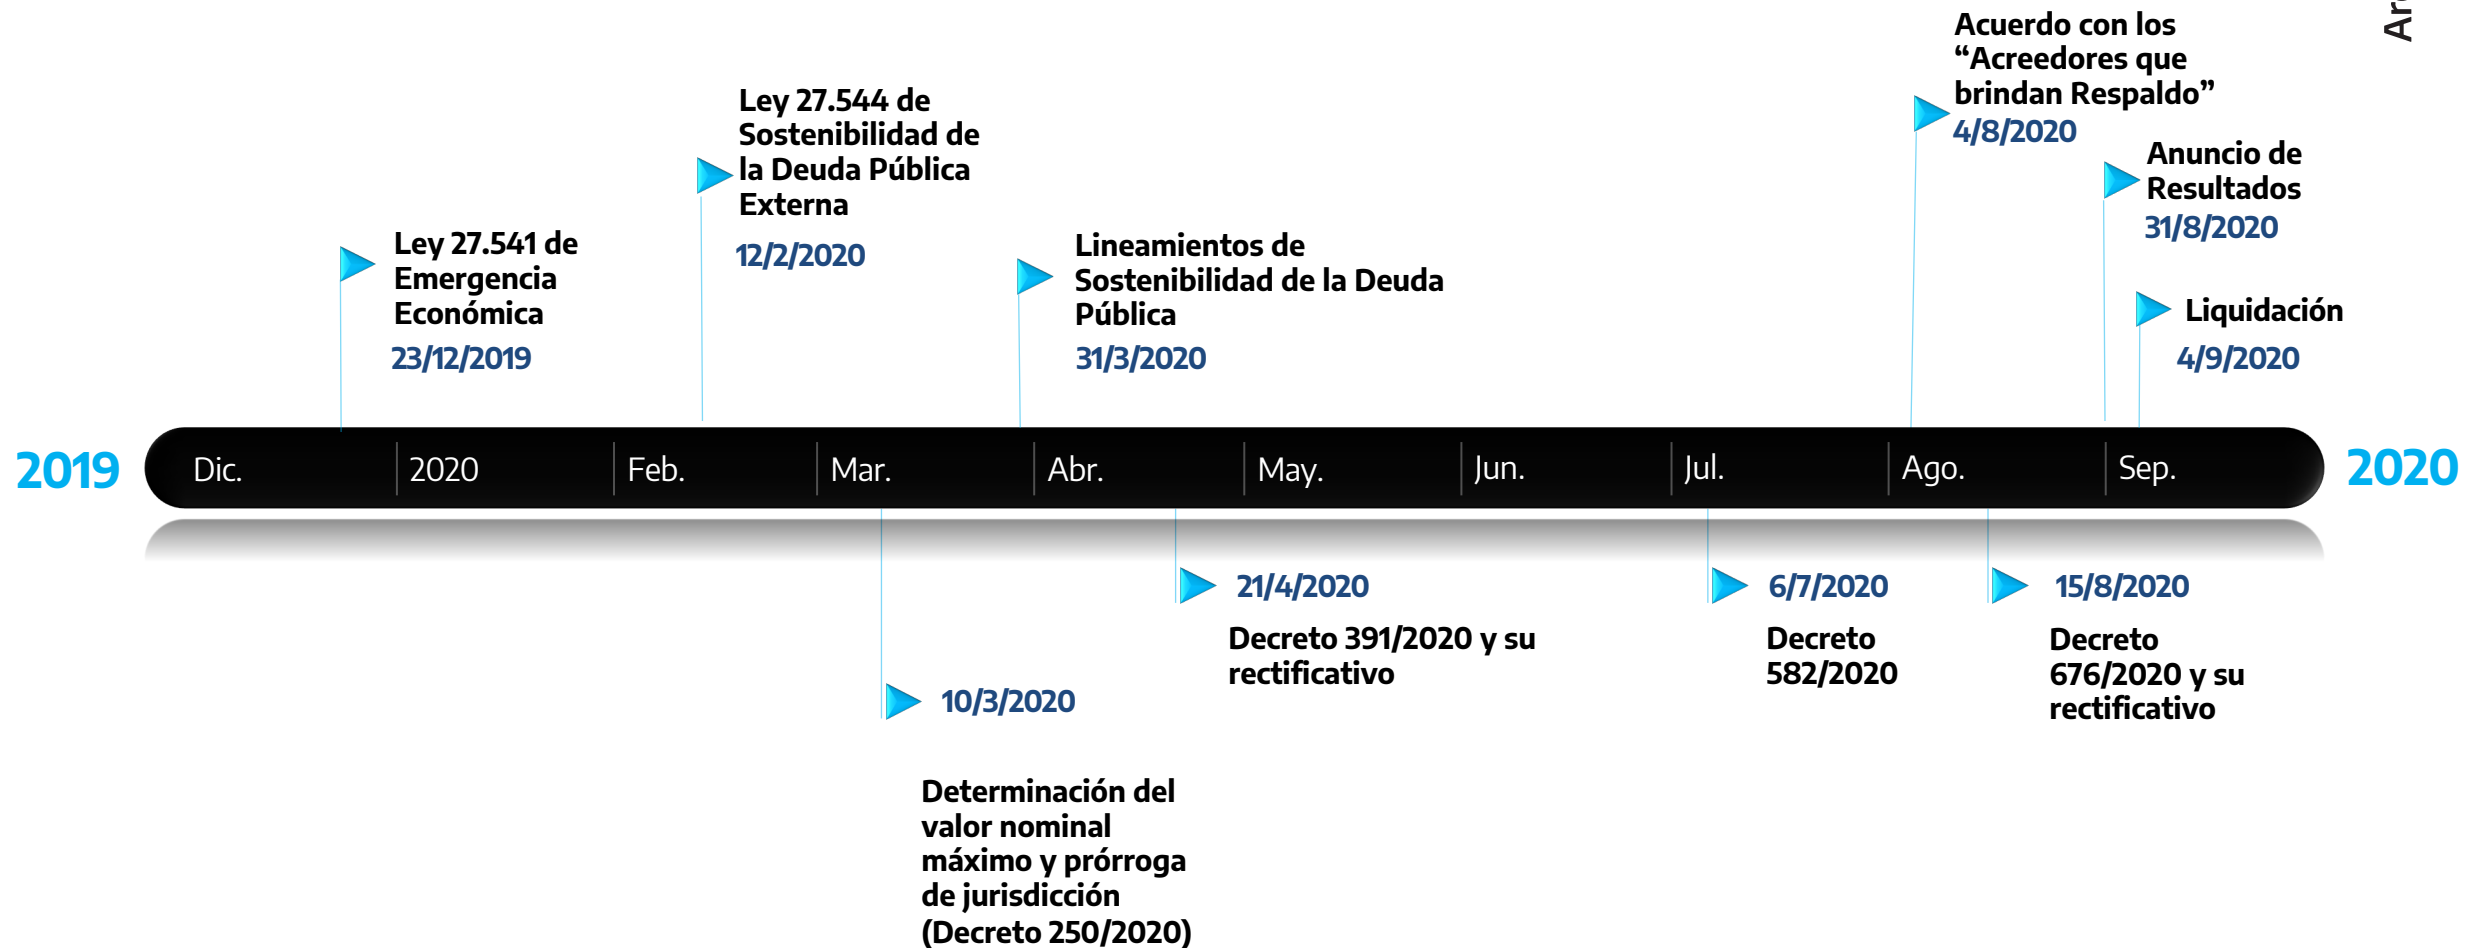 Acuerdo con los
“Acreedores que
brindan Respaldo”
4/8/2020
Ley 27.544 de
Sostenibilidad de
la Deuda Pública
Externa
12/2/2020
Anuncio de
Resultados
31/8/2020
Ley 27.541 de
Emergencia
Económica
23/12/2019
Lineamientos de
Sostenibilidad de la Deuda
Pública
31/3/2020
Liquidación
4/9/2020
2019 Dic. 2020 Feb. Mar. Abr. May. Jun. Jul. Ago. Sep. 2020
21/4/2020
Decreto 391/2020 y su
rectificativo
6/7/2020
Decreto
582/2020
15/8/2020
Decreto
676/2020 y su
rectificativo
10/3/2020
Determinación del
valor nominal
máximo y prórroga
de jurisdicción
(Decreto 250/2020)